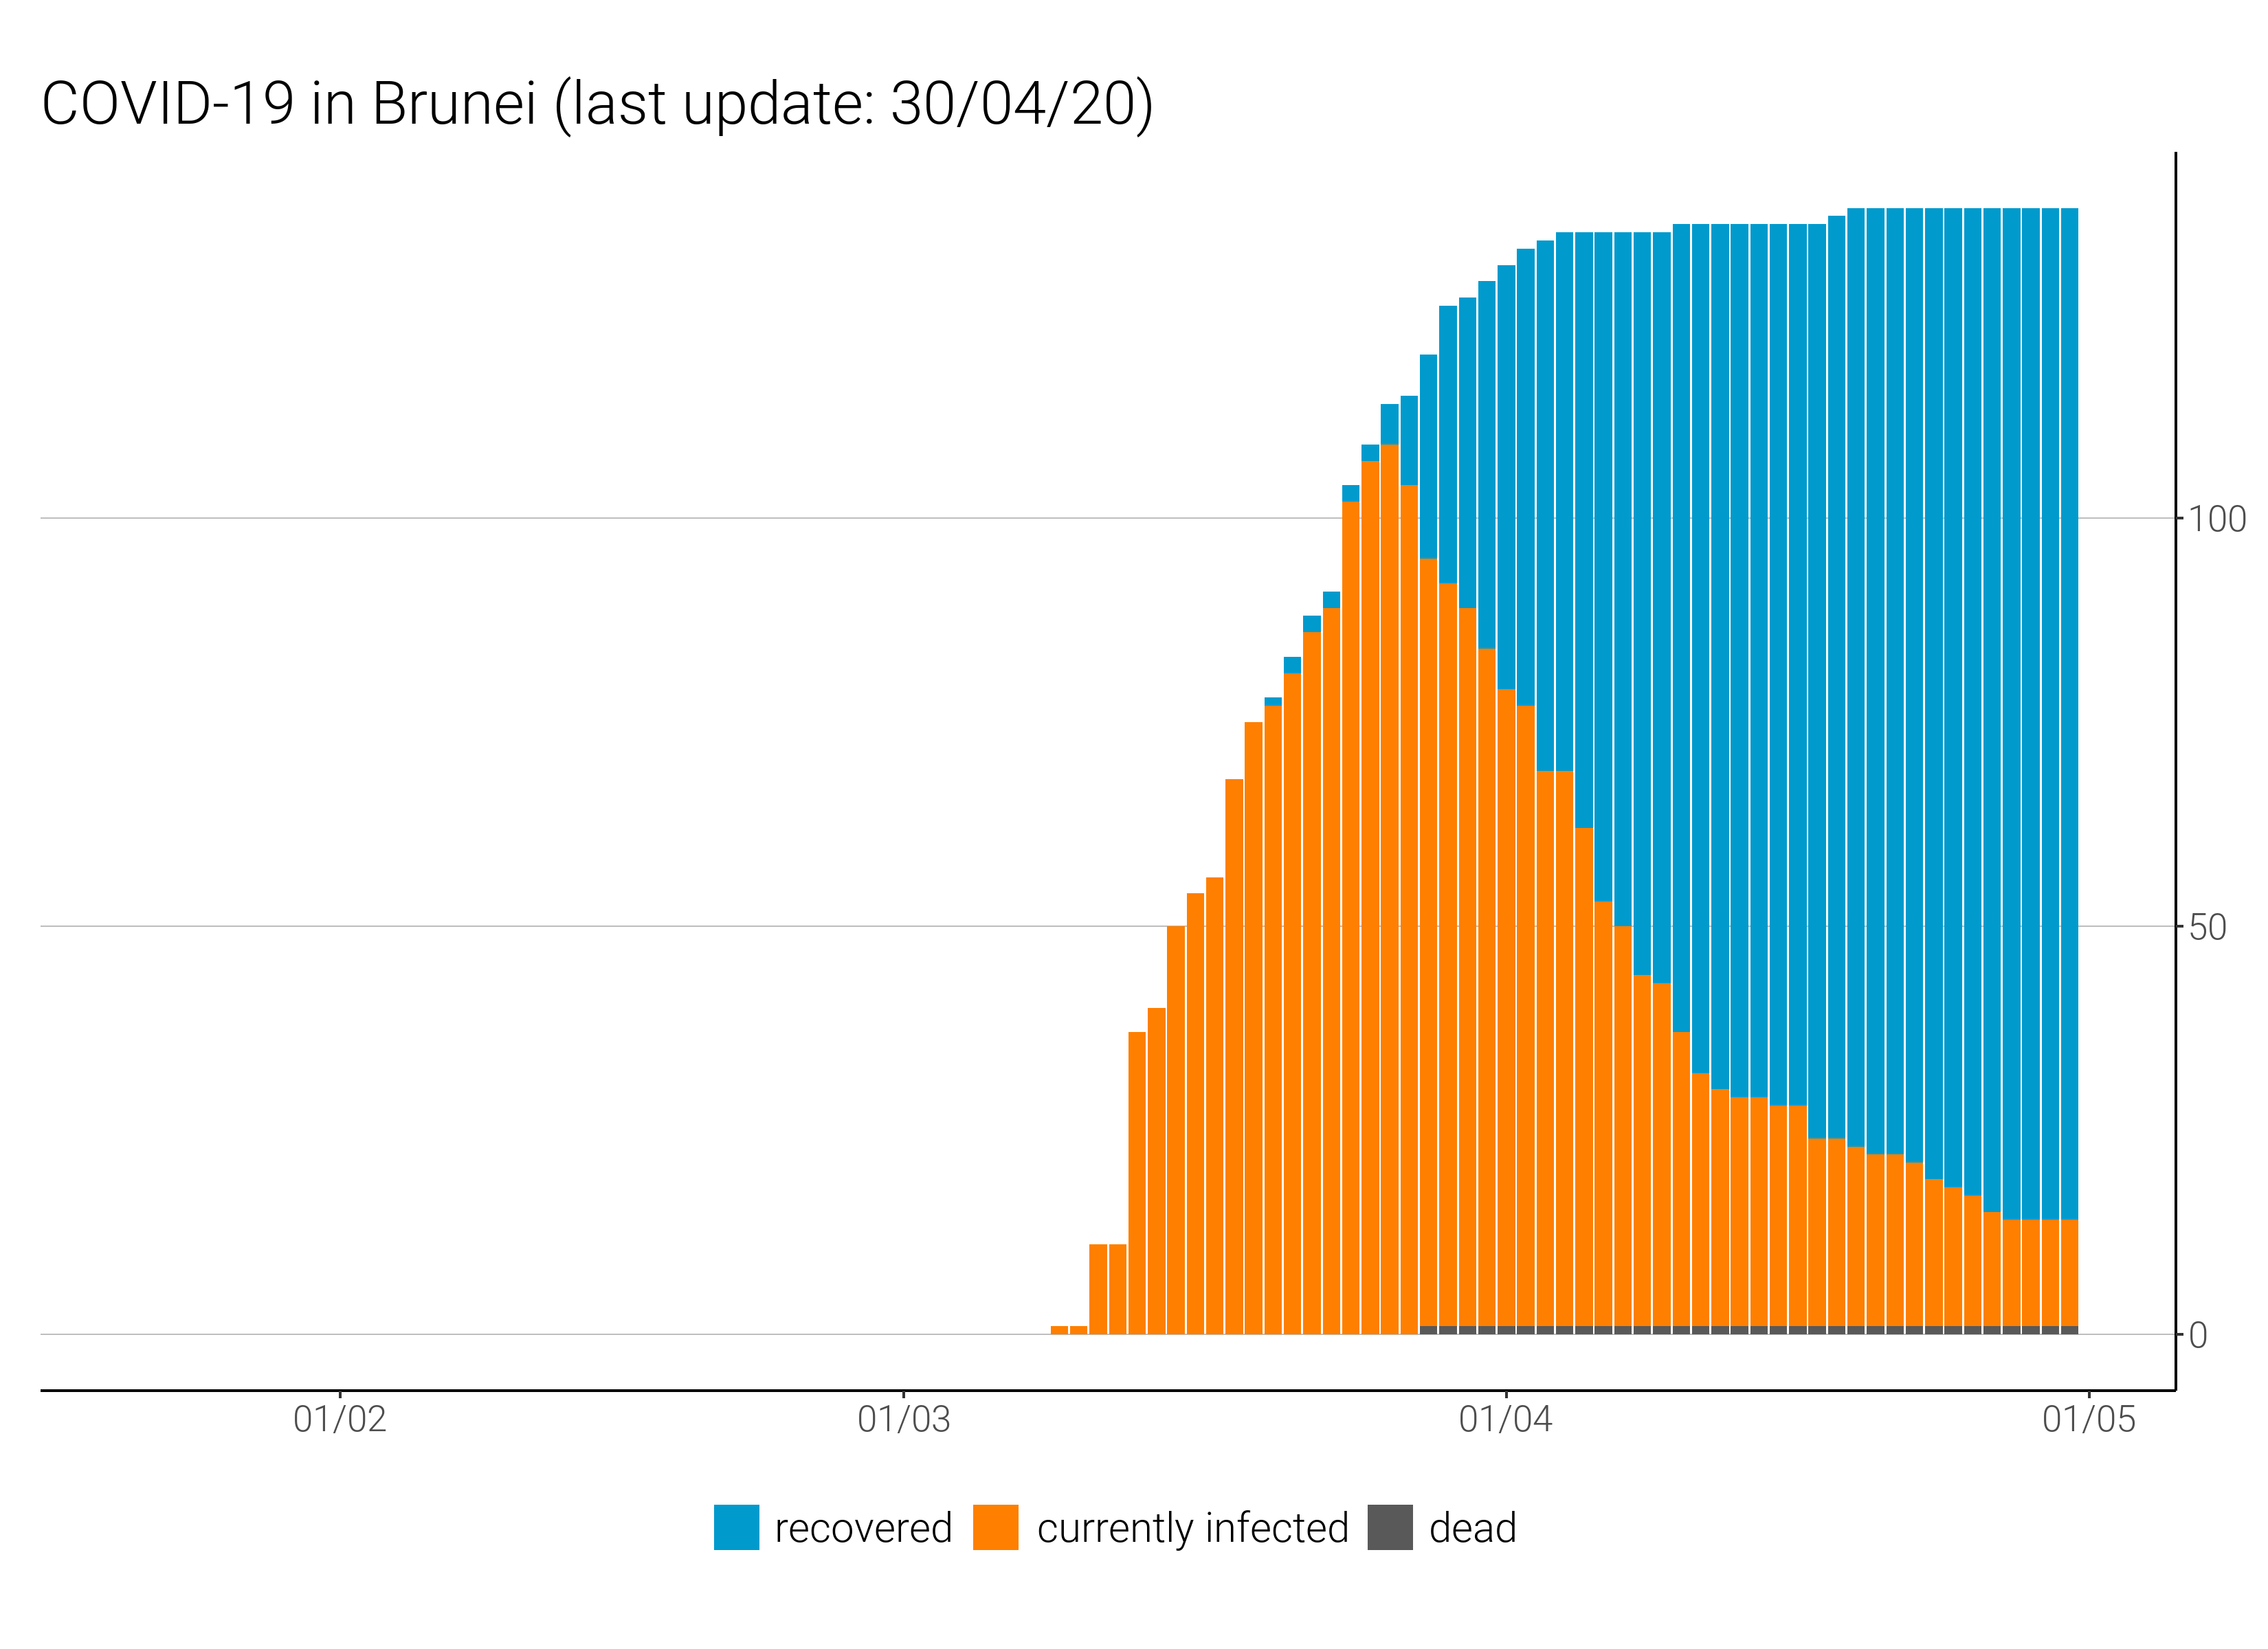 COVID-19 in Brunei (last update: 30/04/20)
100
50
0
01/02 01/03 01/04 01/05
recovered currently infected dead